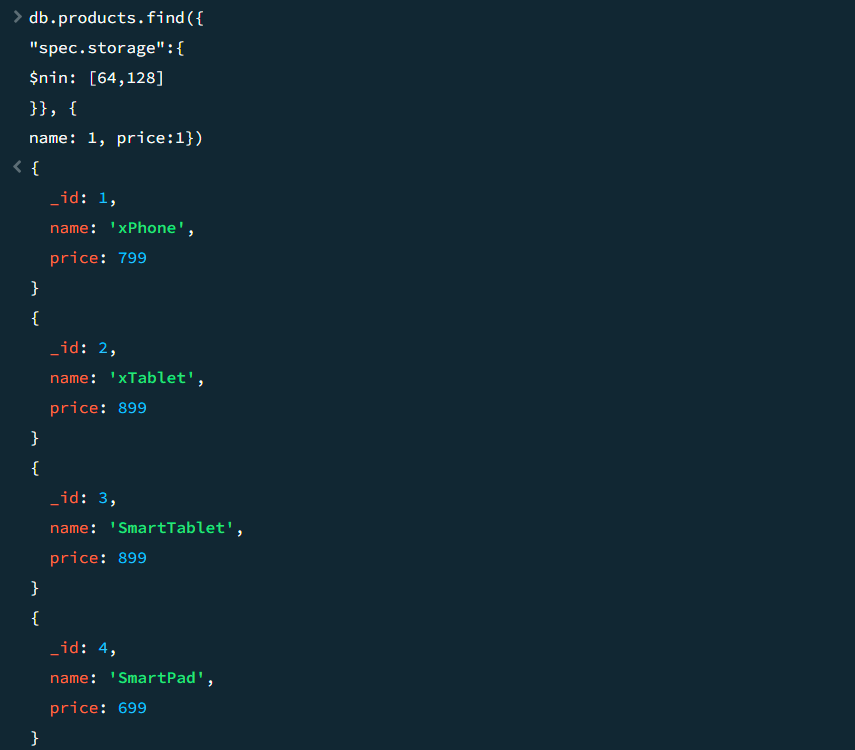 > db.products.find({
"spec.storage":{
$nin: [64,128]
}}, {
name: 1, price:1})
< {
_id: 1,
name: 'xPhone',
price: 799
}
{
_id: 2,
name: 'xTablet',
price: 899
}
{
_id: 3,
name: 'SmartTablet',
price: 899
}
{
_id: 4,
name: 'SmartPad',
price: 699
}